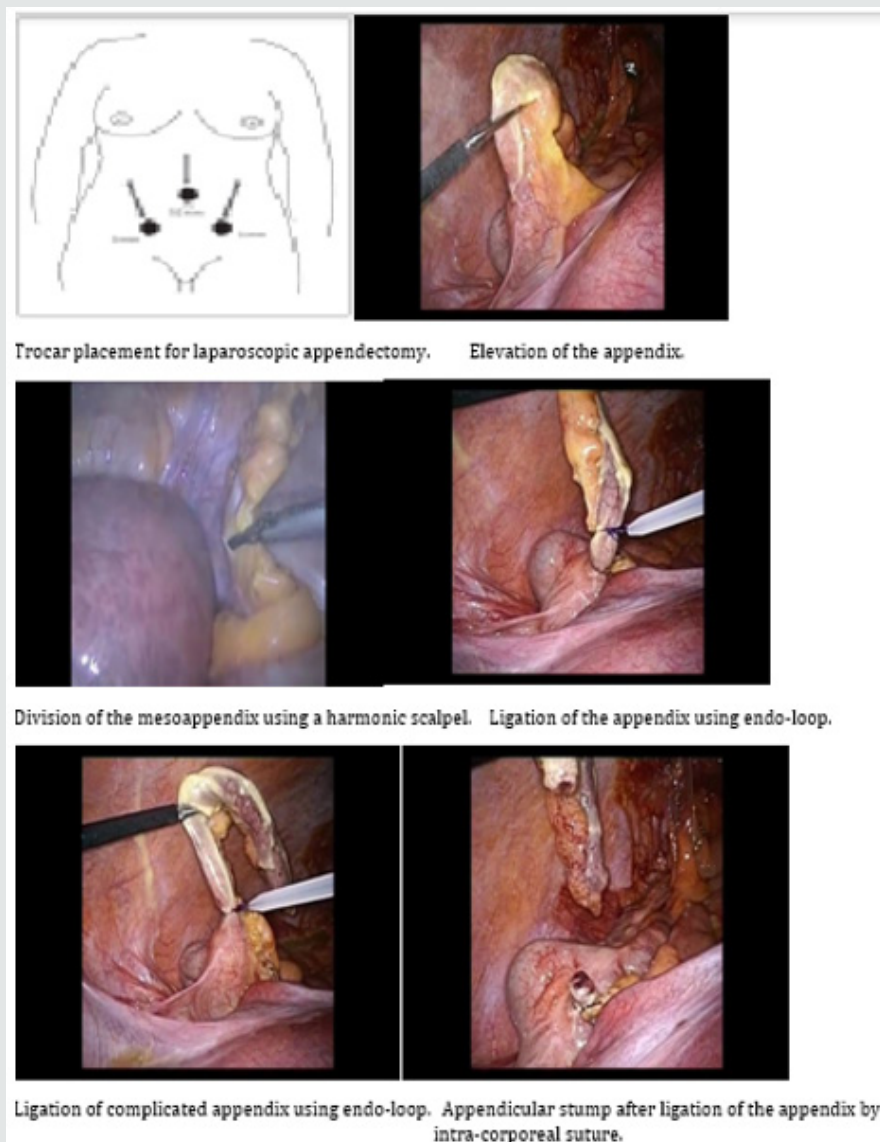 Trocar placement for laparoscopic appendectomy.
Elevation of the appendix.
Division of the mesoappendix using a harmonic scalpel.
Ligation of the appendix using endo-loop.
Ligation of complicated appendix using endo-loop.
Appendicular stump after ligation of the appendix by
intra-corporeal suture.